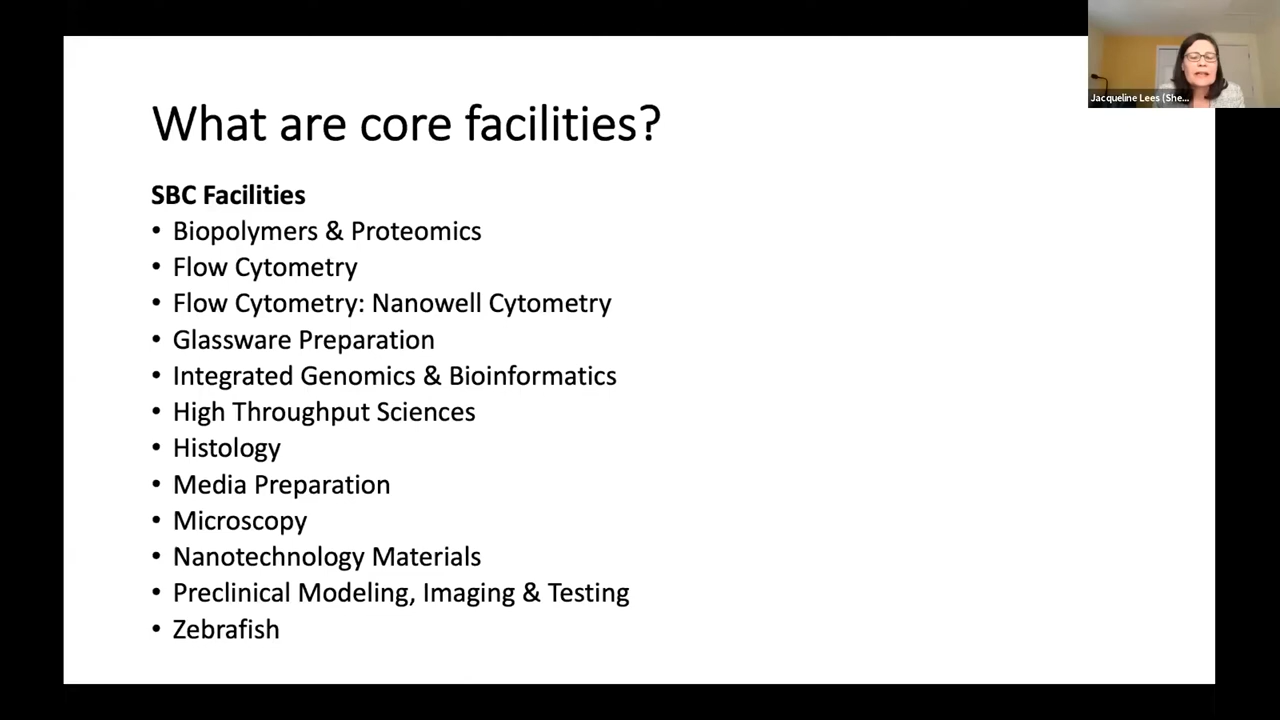 What are core facilities?
SBC Facilities
• Biopolymers & Proteomics
• Flow Cytometry
• Flow Cytometry: Nanowell Cytometry
• Glassware Preparation
• Integrated Genomics & Bioinformatics
• High Throughput Sciences
• Histology
• Media Preparation
• Microscopy
• Nanotechnology Materials
• Preclinical Modeling, Imaging & Testing
• Zebrafish
Jacqueline Lees (She...